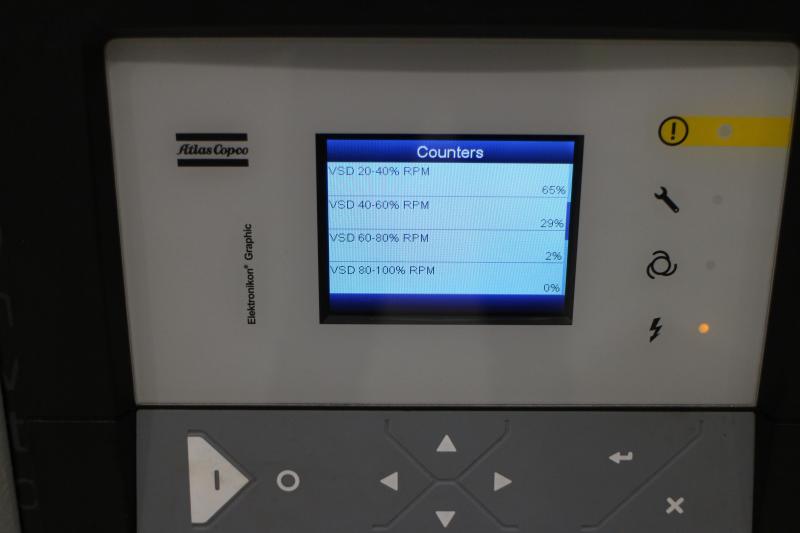 Atlas Copco
Elektronikon® Graphic
Counters
VSD 20-40% RPM
65%
VSD 40-60% RPM
29%
VSD 60-80% RPM
2%
VSD 80-100% RPM
0%